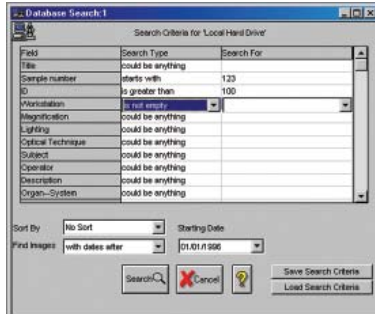 Database Search:1
Search Criteria for 'Local Hard Drive'
Field Search Type Search For
Title could be anything
Sample number starts with 123
ID is greater than 100
Workstation is not empty
Magnification could be anything
Lighting could be anything
Optical Technique could be anything
Subject could be anything
Operator could be anything
Description could be anything
Organ--System could be anything
Sort By No Sort Starting Date
Find Images with dates after 01/01/1996
Search Cancel ? Save Search Criteria
Load Search Criteria